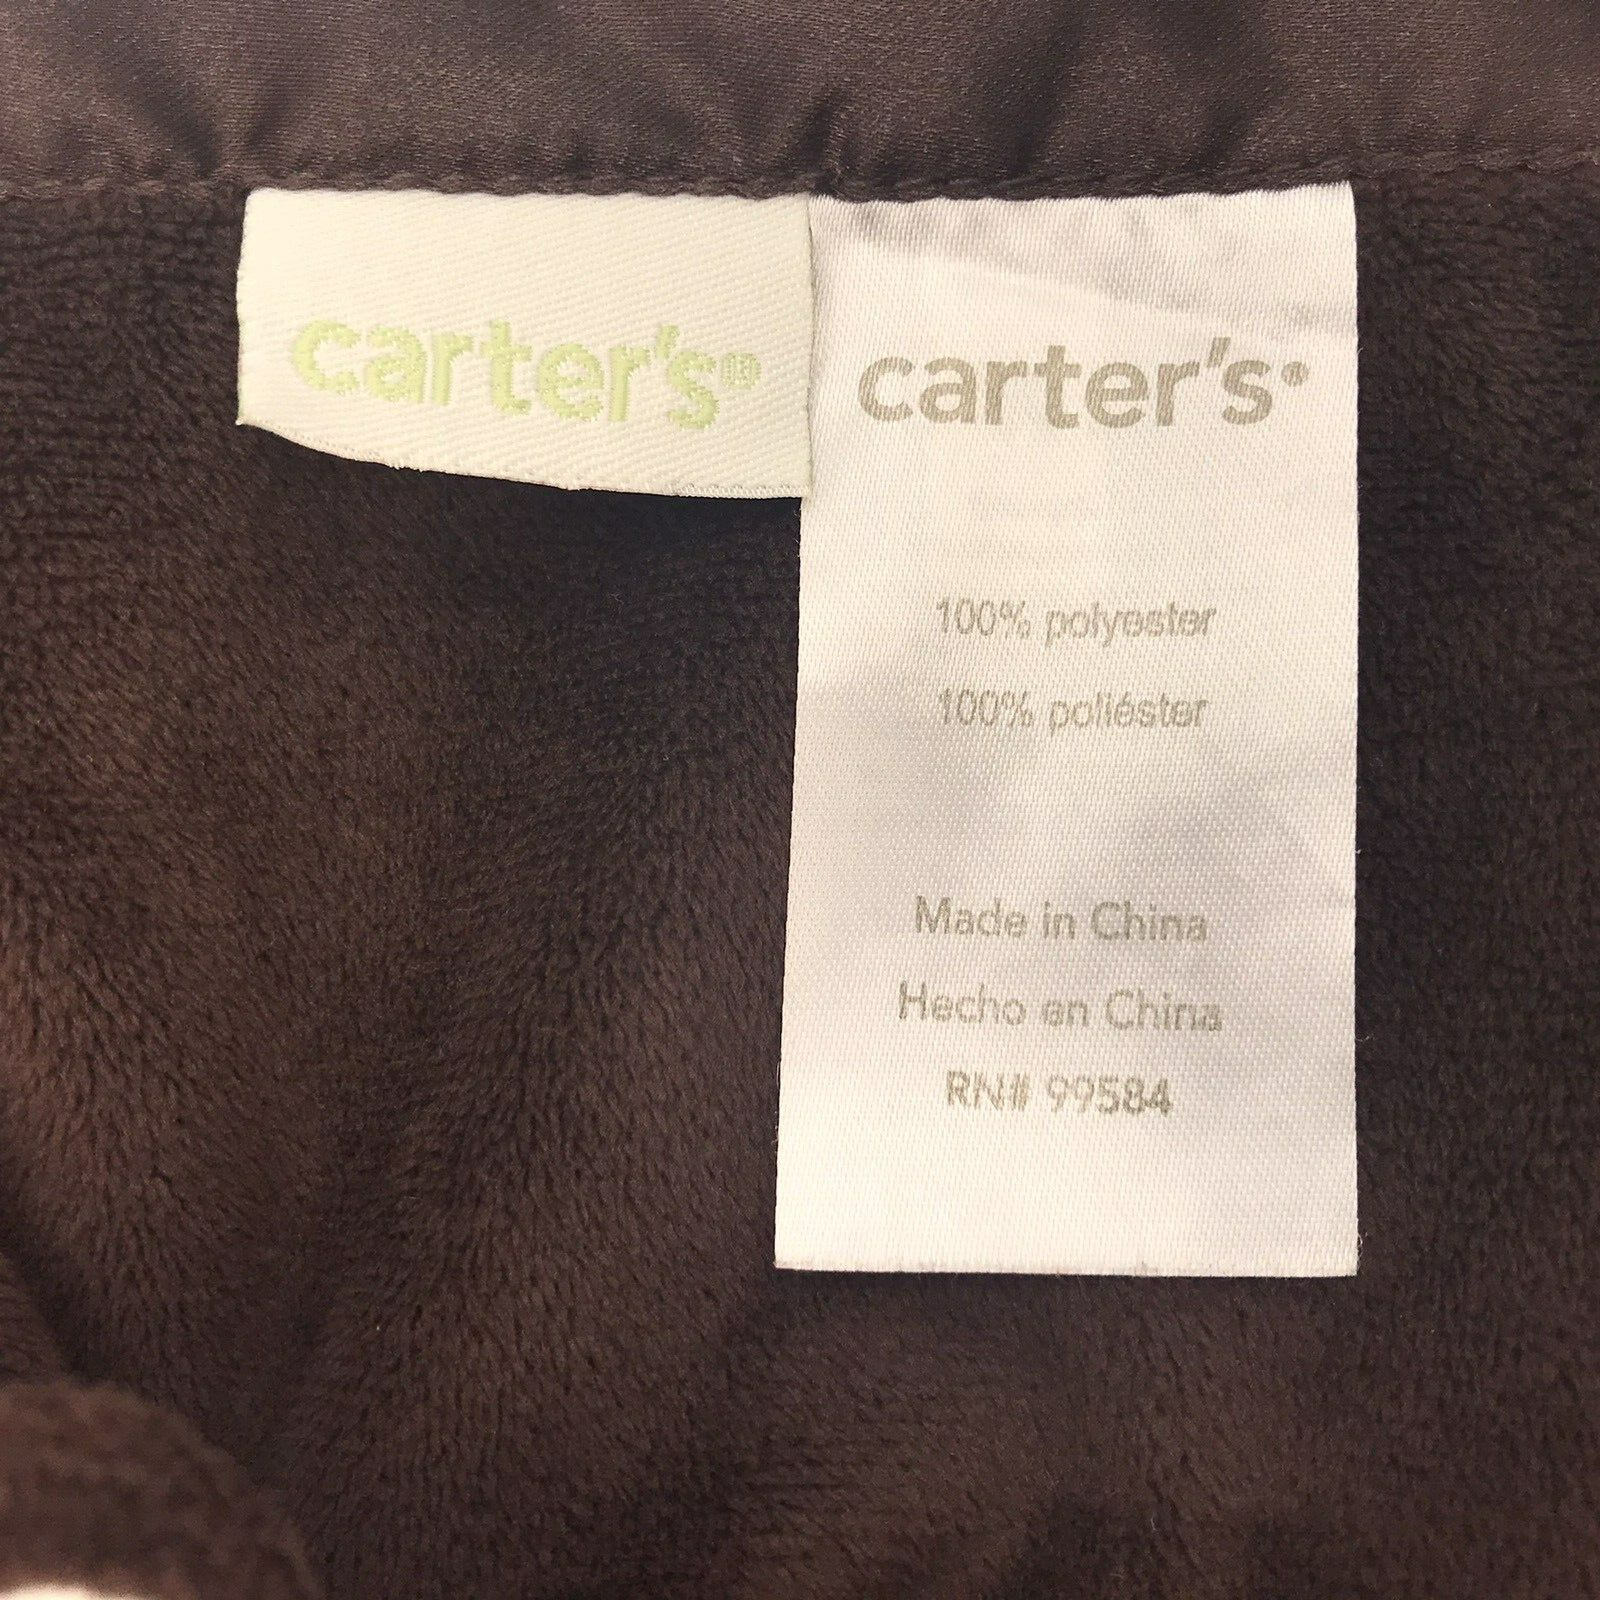 carter's®
carter's
100% polyester
100% poliéster
Made in China
Hecho en China
RN# 99584